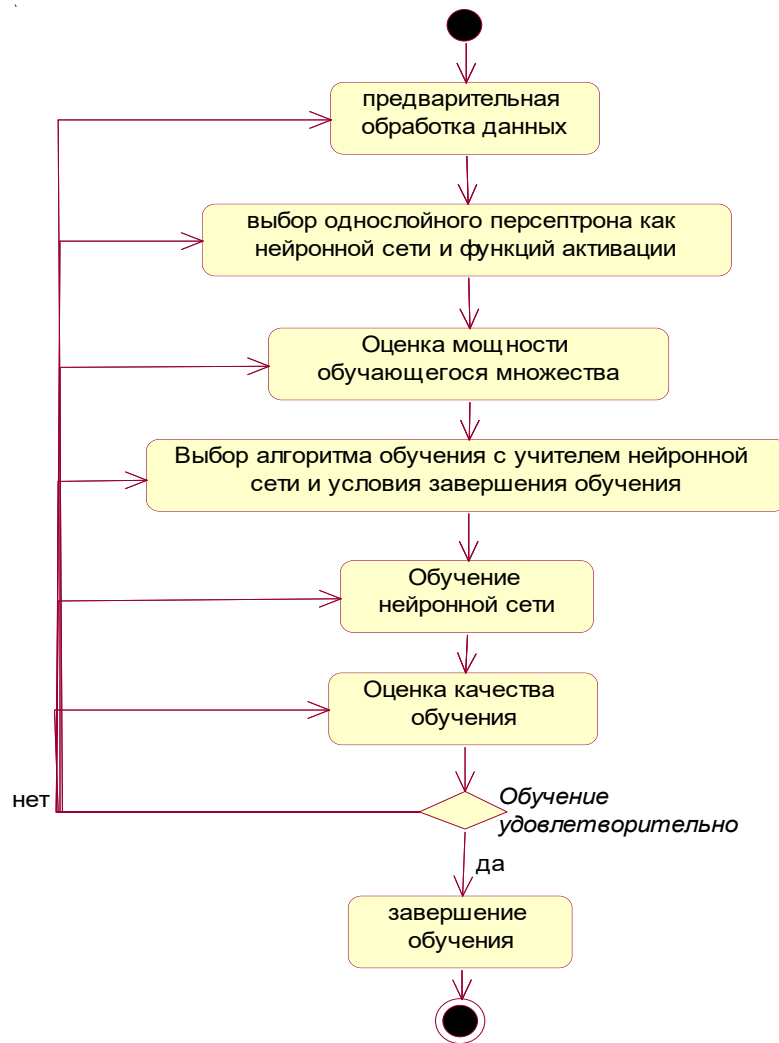 предварительная
обработка данных
выбор однослойного персептрона как
нейронной сети и функций активации
Оценка мощности
обучающегося множества
Выбор алгоритма обучения с учителем нейронной
сети и условия завершения обучения
Обучение
нейронной сети
Оценка качества
обучения
нет
Обучение
удовлетворительно
да
завершение
обучения